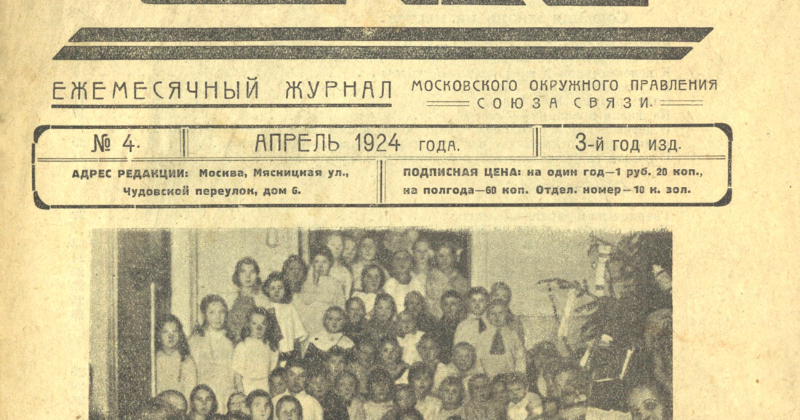 ЕЖЕМЕСЯЧНЫЙ ЖУРНАЛ
МОСКОВСКОГО ОКРУЖНОГО ПРАВЛЕНИЯ
СОЮЗА СВЯЗИ.
№ 4.
АПРЕЛЬ 1924 ГОДА.
3-й ГОД ИЗД.
АДРЕС РЕДАКЦИИ: Москва, Мясницкая ул.,
Чудовской переулок, дом 6.
ПОДПИСНАЯ ЦЕНА: на один год—1 руб. 20 коп.,
на полгода—60 коп. Отдел. номер—10 к. зол.